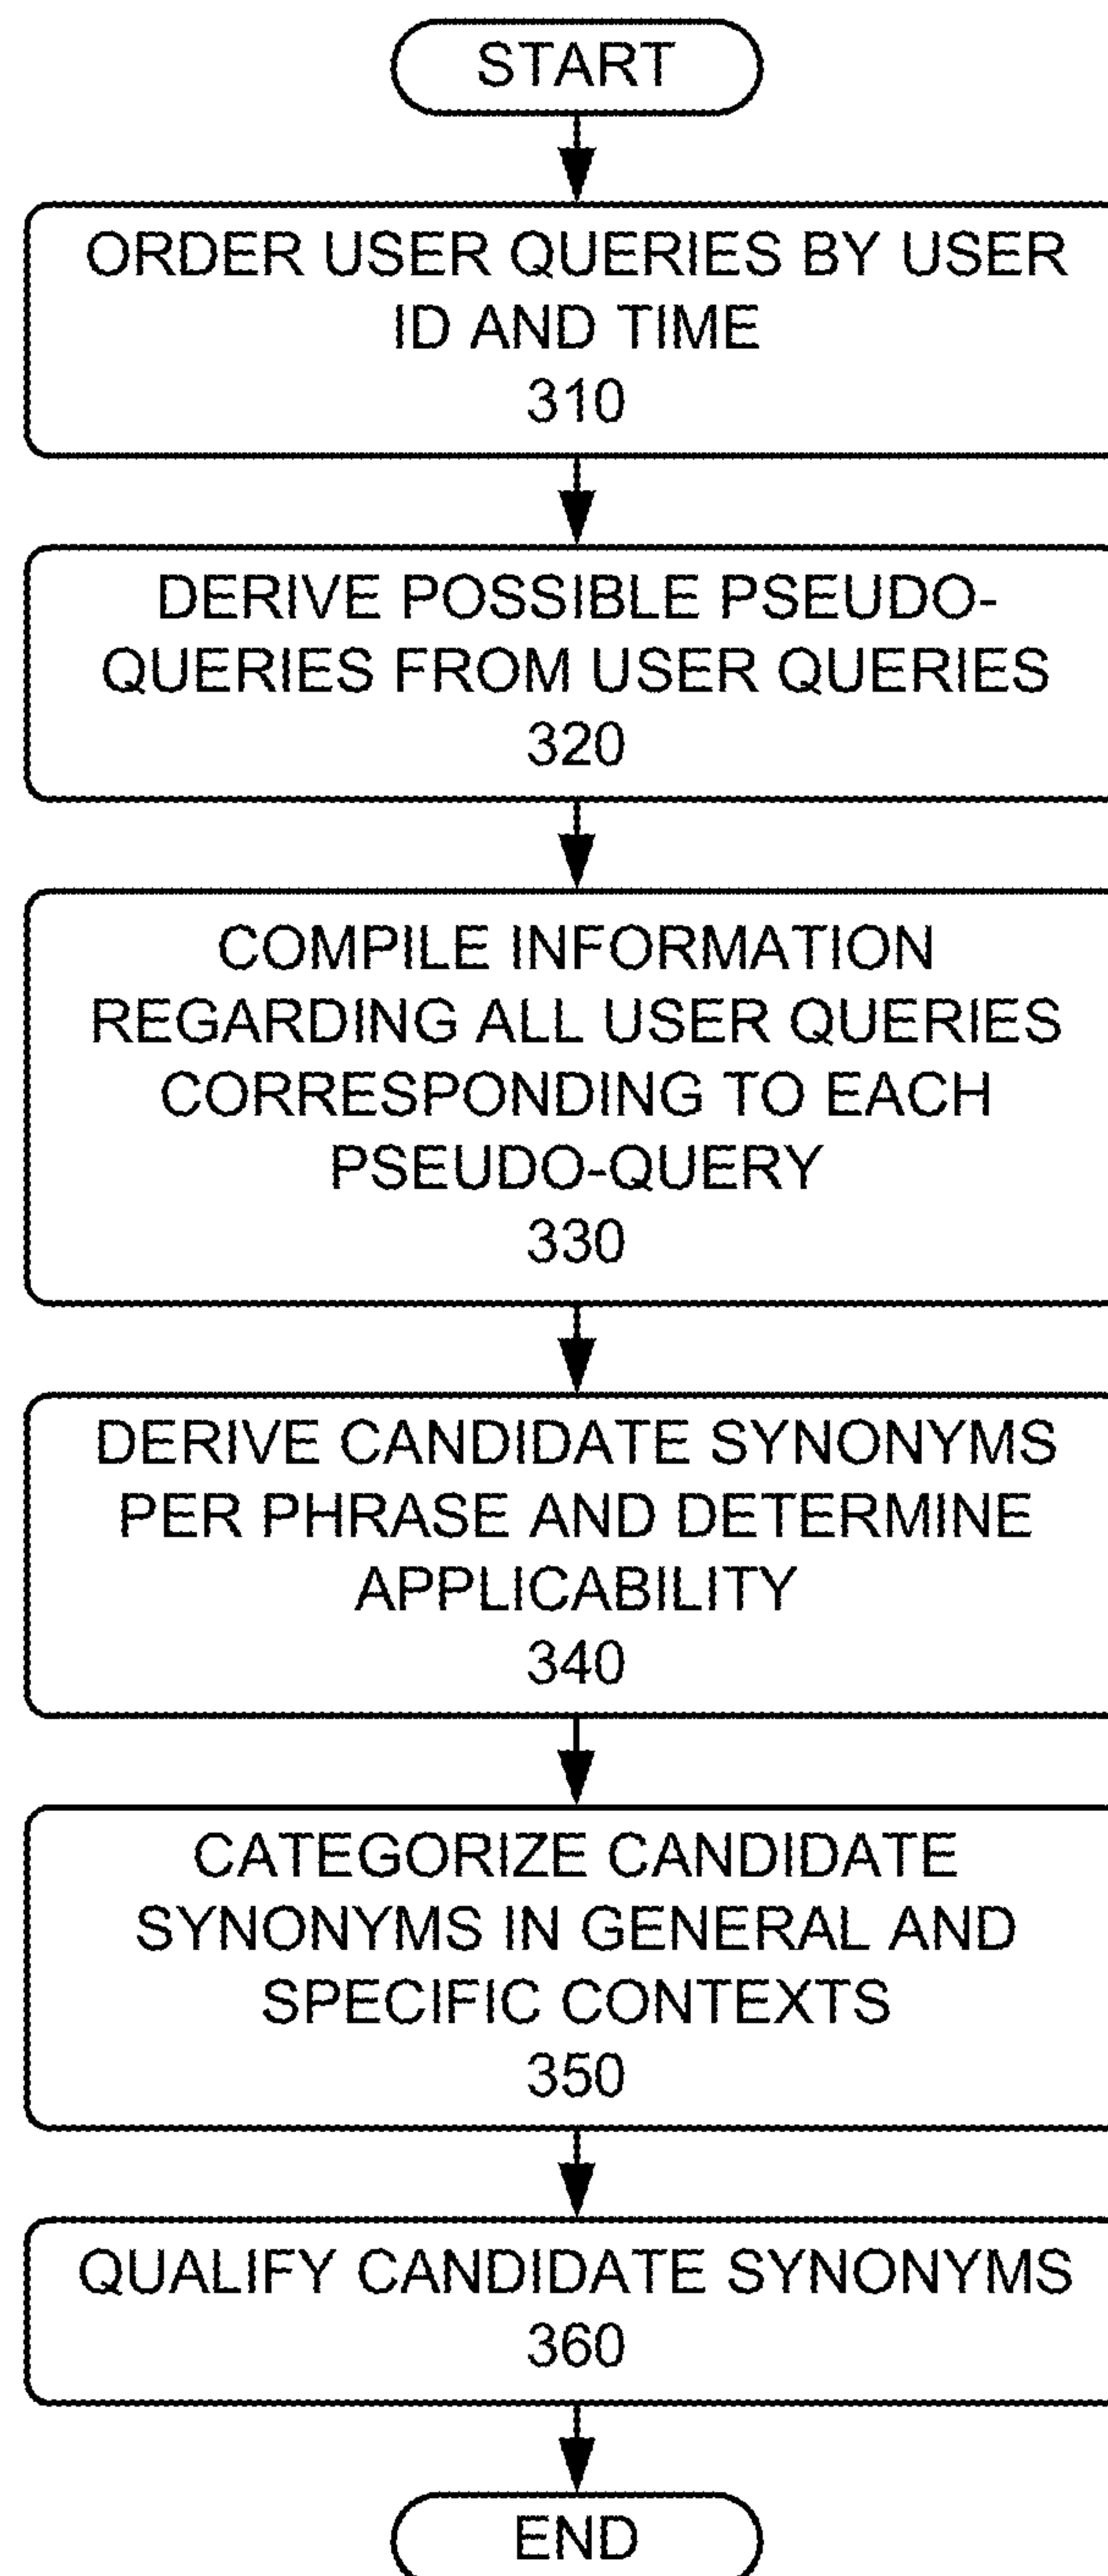 START
ORDER USER QUERIES BY USER
ID AND TIME
310
DERIVE POSSIBLE PSEUDO-
QUERIES FROM USER QUERIES
320
COMPILE INFORMATION
REGARDING ALL USER QUERIES
CORRESPONDING TO EACH
PSEUDO-QUERY
330
DERIVE CANDIDATE SYNONYMS
PER PHRASE AND DETERMINE
APPLICABILITY
340
CATEGORIZE CANDIDATE
SYNONYMS IN GENERAL AND
SPECIFIC CONTEXTS
350
QUALIFY CANDIDATE SYNONYMS
360
END